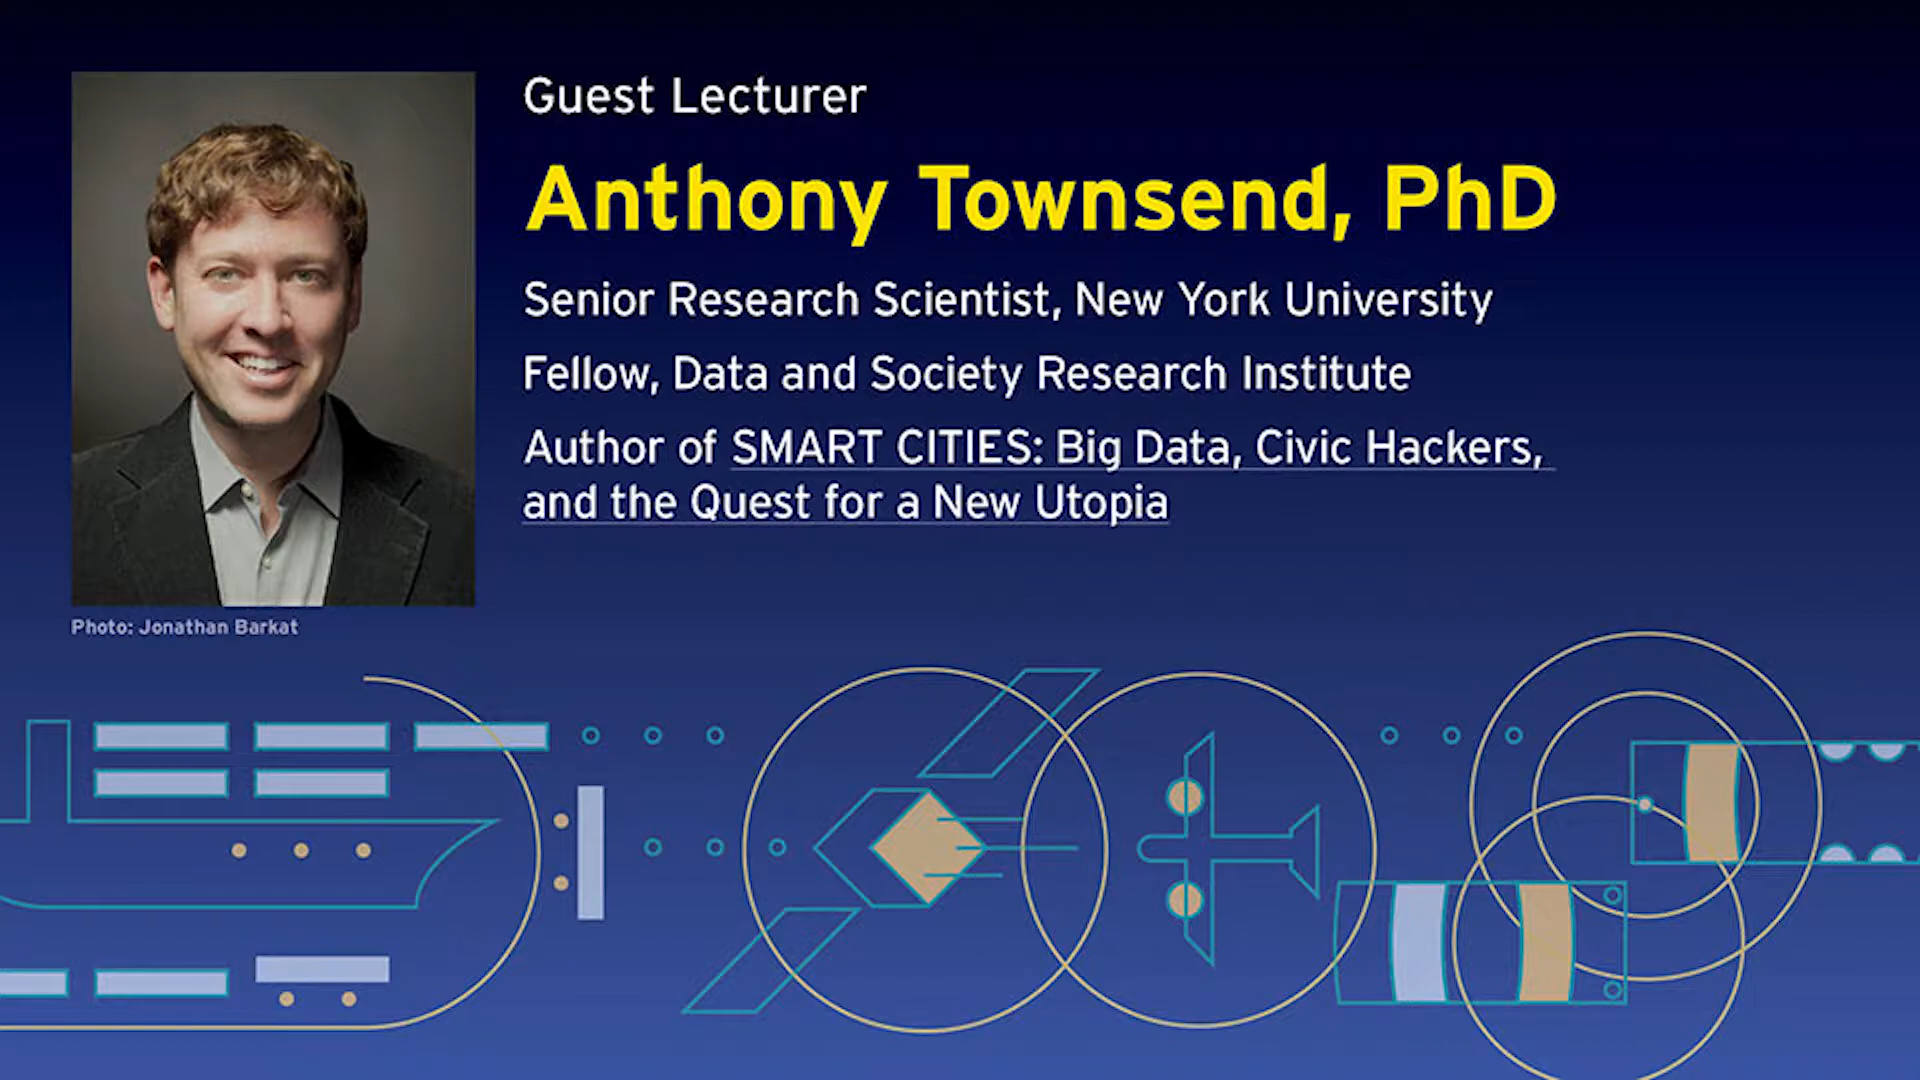 Guest Lecturer
Anthony Townsend, PhD
Senior Research Scientist, New York University
Fellow, Data and Society Research Institute
Author of SMART CITIES: Big Data, Civic Hackers,
and the Quest for a New Utopia
Photo: Jonathan Barkat